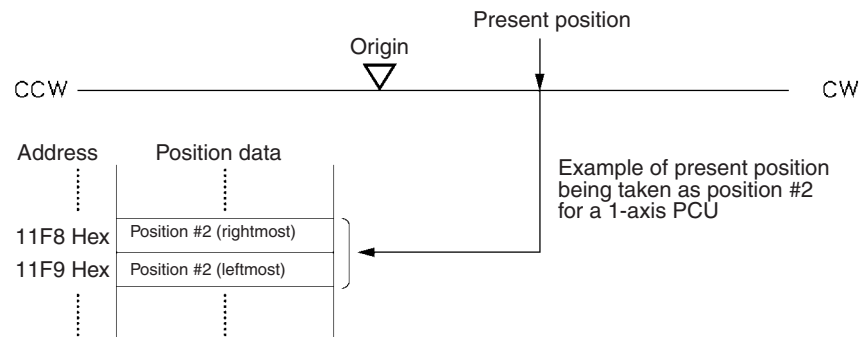 Present position
Origin
CCW
CW
Address
Position data
Example of present position
being taken as position #2
for a 1-axis PCU
11F8 Hex
Position #2 (rightmost)
11F9 Hex
Position #2 (leftmost)